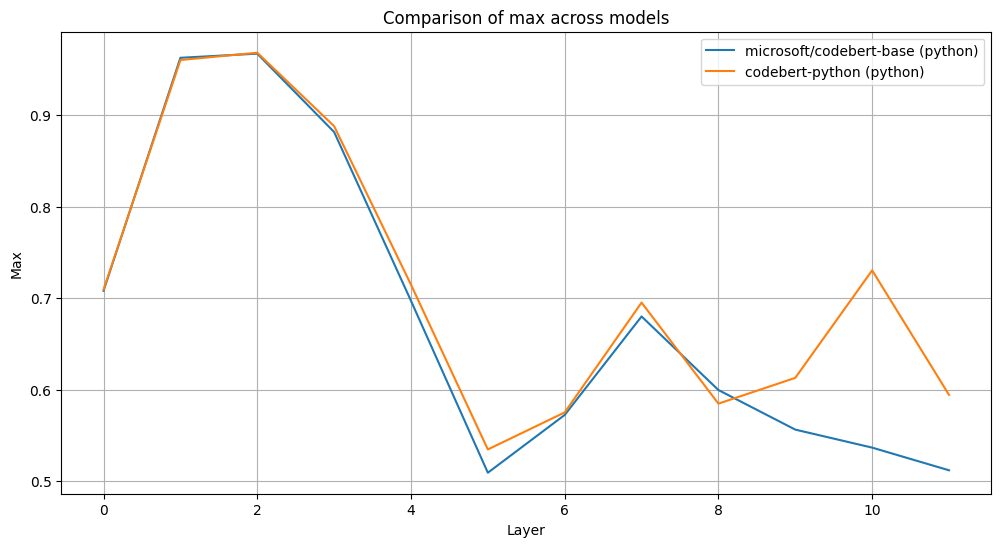 Comparison of max across models
microsoft/codebert-base (python)
codebert-python (python)
Max
0.9
0.8
0.7
0.6
0.5
0 2 4 6 8 10
Layer